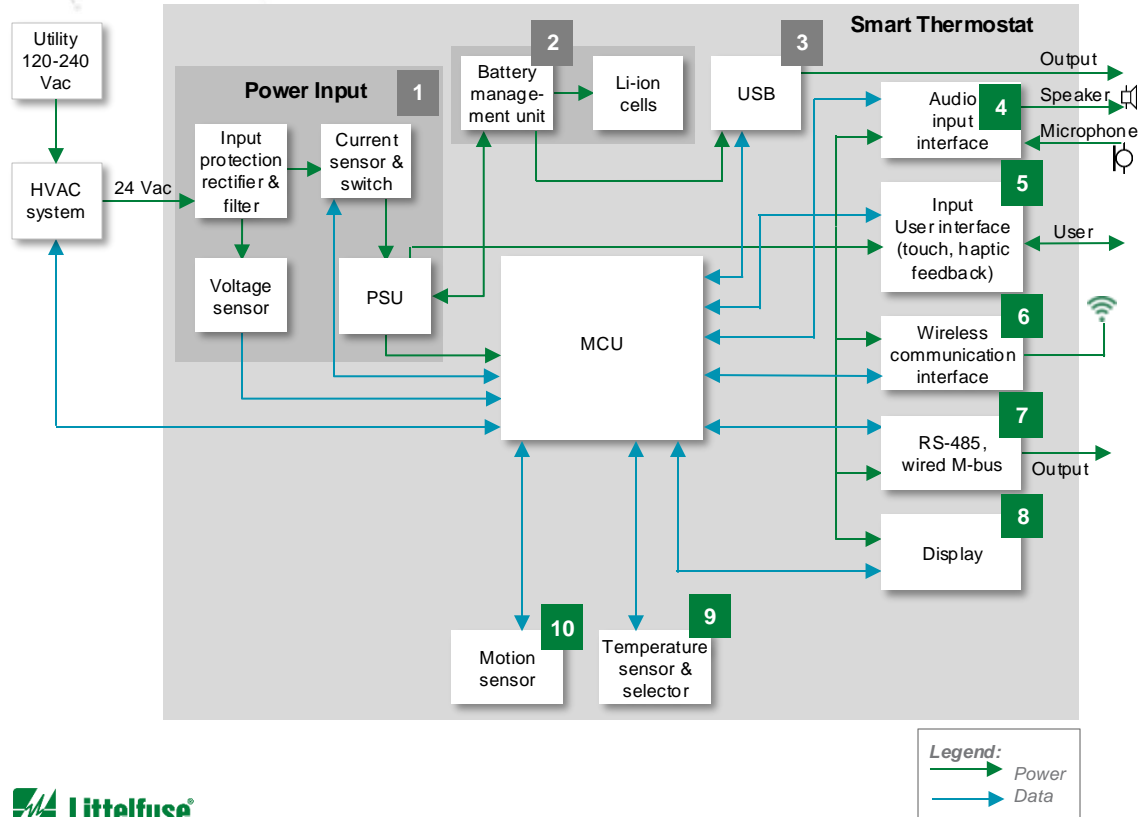 Smart Thermostat
Utility
120-240
Vac
HVAC
system
24 Vac
Power Input
1
Input
protection
rectifier &
filter
Current
sensor &
switch
Voltage
sensor
PSU
2
Battery
manage-
ment unit
Li-ion
cells
3
USB
Output
4
Audio
input
interface
Speaker
Microphone
5
Input
User interface
(touch, haptic
feedback)
User
MCU
6
Wireless
communication
interface
7
RS-485,
wired M-bus
Output
8
Display
10
Motion
sensor
9
Temperature
sensor &
selector
Legend:
Power
Data
Littelfuse®